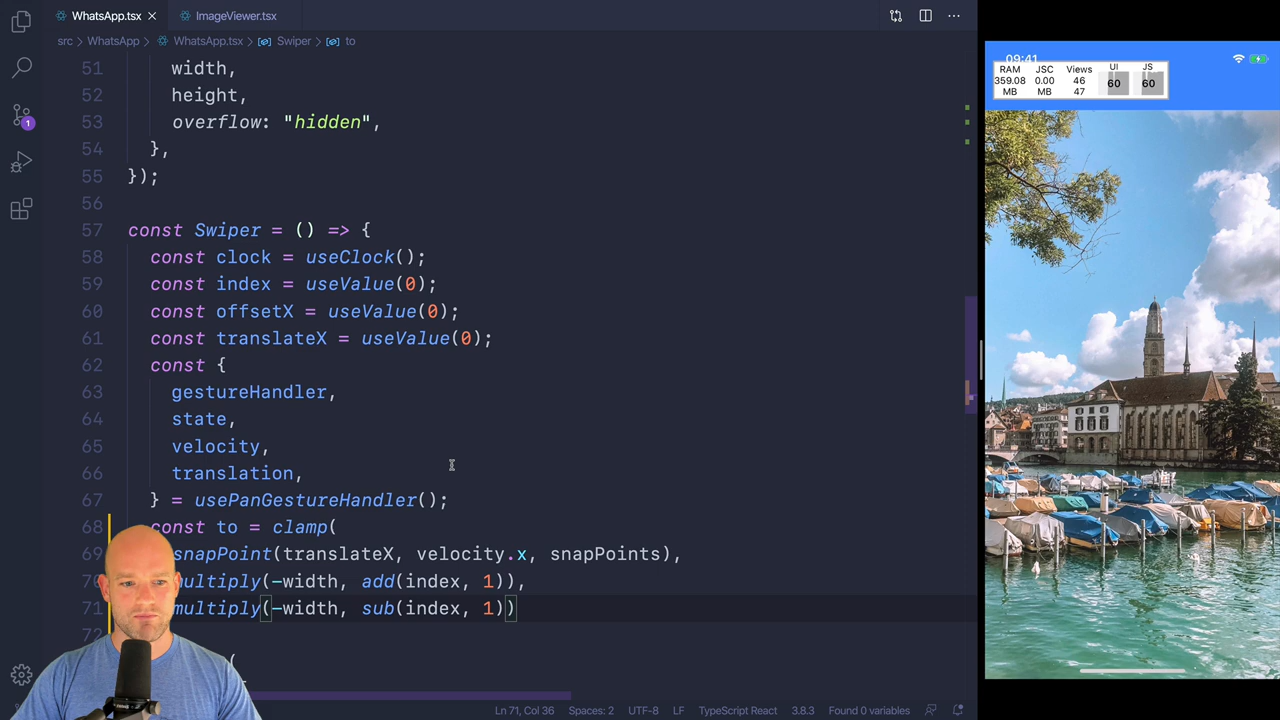 WhatsApp.tsx
ImageViewer.tsx
src > WhatsApp > WhatsApp.tsx > Swiper > to
51 width,
52 height,
53 overflow: "hidden",
54 },
55 });
56
57 const Swiper = () => {
58 const clock = useClock();
59 const index = useValue(0);
60 const offsetX = useValue(0);
61 const translateX = useValue(0);
62 const {
63 gestureHandler,
64 state,
65 velocity,
66 translation,
67 } = usePanGestureHandler();
68 const to = clamp(
69 snapPoint(translateX, velocity.x, snapPoints),
70 multiply(-width, add(index, 1)),
71 multiply(-width, sub(index, 1))
72
(
1
Ln 71, Col 36 Spaces: 2 UTF-8 LF TypeScript React 3.8.3 Found 0 variables
09:41
RAM JSC Views UI JS
359.08 0.00 46 60 60
MB MB 47